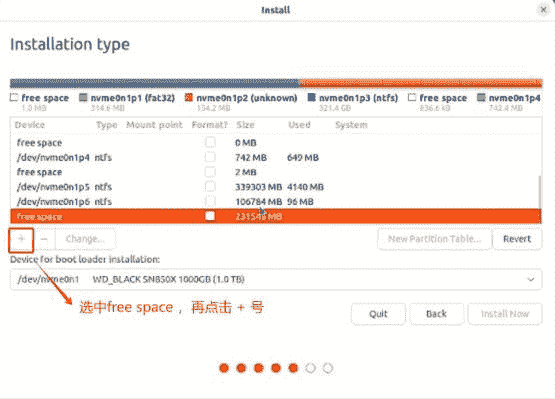 Install
Installation type
free space nvme0n1p1 (fat32) nvme0n1p2 (unknown) nvme0n1p3 (ntfs) free space nvme0n1p4
1.0 MB 314.6 MB 134.2 MB 321.4 GB 836.6 kB 742.4 MB
Device Type Mount point Format? Size Used System
free space 0 MB
/dev/nvme0n1p4 ntfs 742 MB 649 MB
free space 2 MB
/dev/nvme0n1p5 ntfs 339303 MB 4140 MB
/dev/nvme0n1p6 ntfs 106784 MB 96 MB
free space 231548 MB
+ − Change... New Partition Table... Revert
Device for boot loader installation:
/dev/nvme0n1 WD_BLACK SN850X 1000GB (1.0 TB)
选中free space ，再点击 + 号
Quit Back Install Now